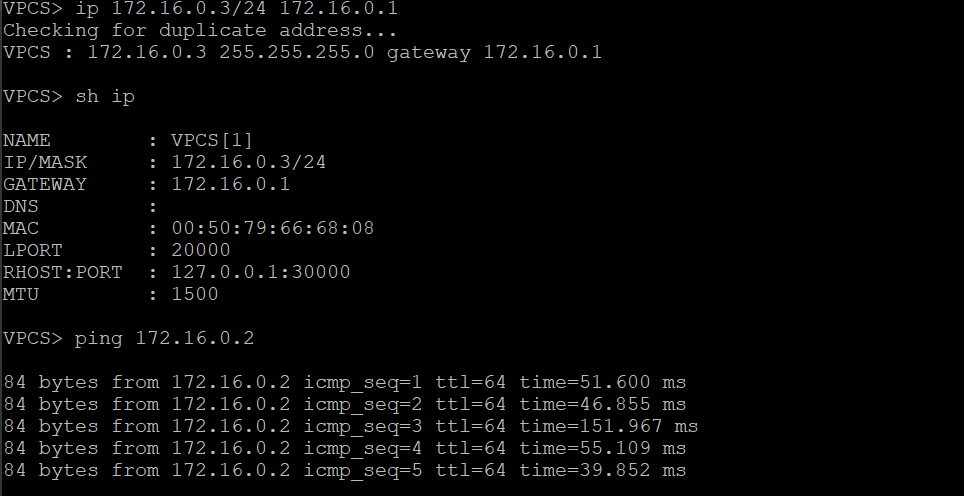 VPCS> ip 172.16.0.3/24 172.16.0.1
Checking for duplicate address...
VPCS : 172.16.0.3 255.255.255.0 gateway 172.16.0.1
VPCS> sh ip
NAME        : VPCS[1]
IP/MASK     : 172.16.0.3/24
GATEWAY     : 172.16.0.1
DNS         :
MAC         : 00:50:79:66:68:08
LPORT       : 20000
RHOST:PORT  : 127.0.0.1:30000
MTU         : 1500
VPCS> ping 172.16.0.2
84 bytes from 172.16.0.2 icmp_seq=1 ttl=64 time=51.600 ms
84 bytes from 172.16.0.2 icmp_seq=2 ttl=64 time=46.855 ms
84 bytes from 172.16.0.2 icmp_seq=3 ttl=64 time=151.967 ms
84 bytes from 172.16.0.2 icmp_seq=4 ttl=64 time=55.109 ms
84 bytes from 172.16.0.2 icmp_seq=5 ttl=64 time=39.852 ms